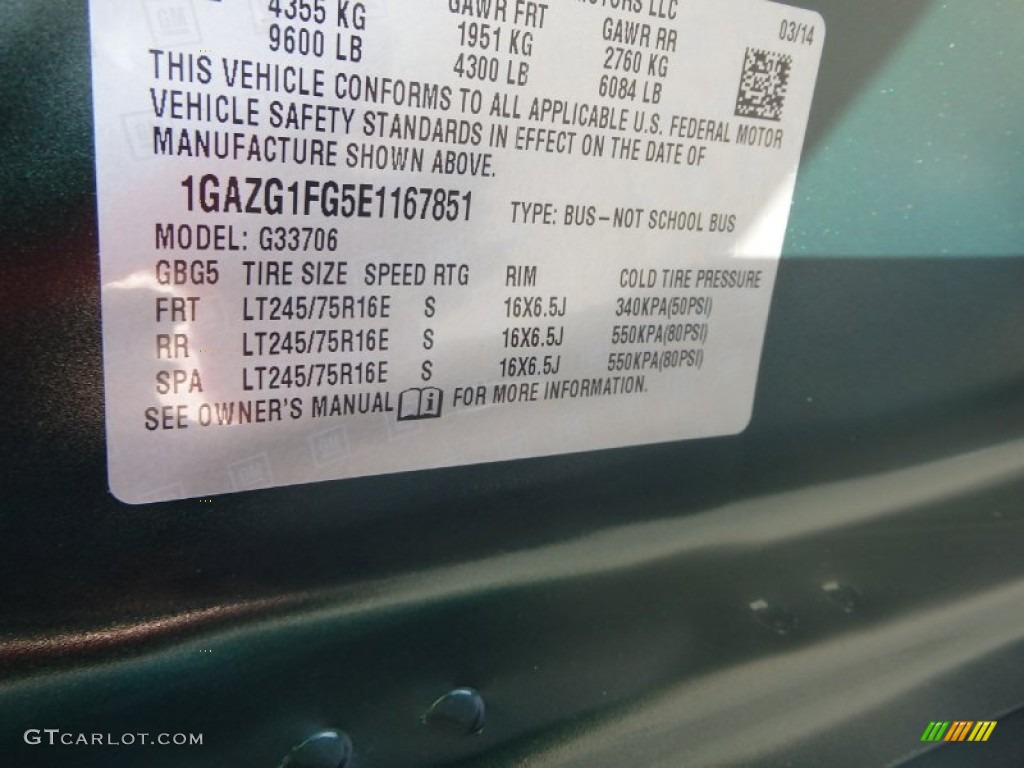 MOTORS LLC
4355 KG GAWR FRT GAWR RR 03/14
9600 LB 1951 KG 2760 KG
4300 LB 6084 LB
THIS VEHICLE CONFORMS TO ALL APPLICABLE U.S. FEDERAL MOTOR
VEHICLE SAFETY STANDARDS IN EFFECT ON THE DATE OF
MANUFACTURE SHOWN ABOVE.
1GAZG1FG5E1167851 TYPE: BUS-NOT SCHOOL BUS
MODEL: G33706
GBG5 TIRE SIZE SPEED RTG RIM COLD TIRE PRESSURE
FRT LT245/75R16E S 16X6.5J 340KPA(50PSI)
RR LT245/75R16E S 16X6.5J 550KPA(80PSI)
SPA LT245/75R16E S 16X6.5J 550KPA(80PSI)
SEE OWNER'S MANUAL i FOR MORE INFORMATION.
GTCARLOT.COM